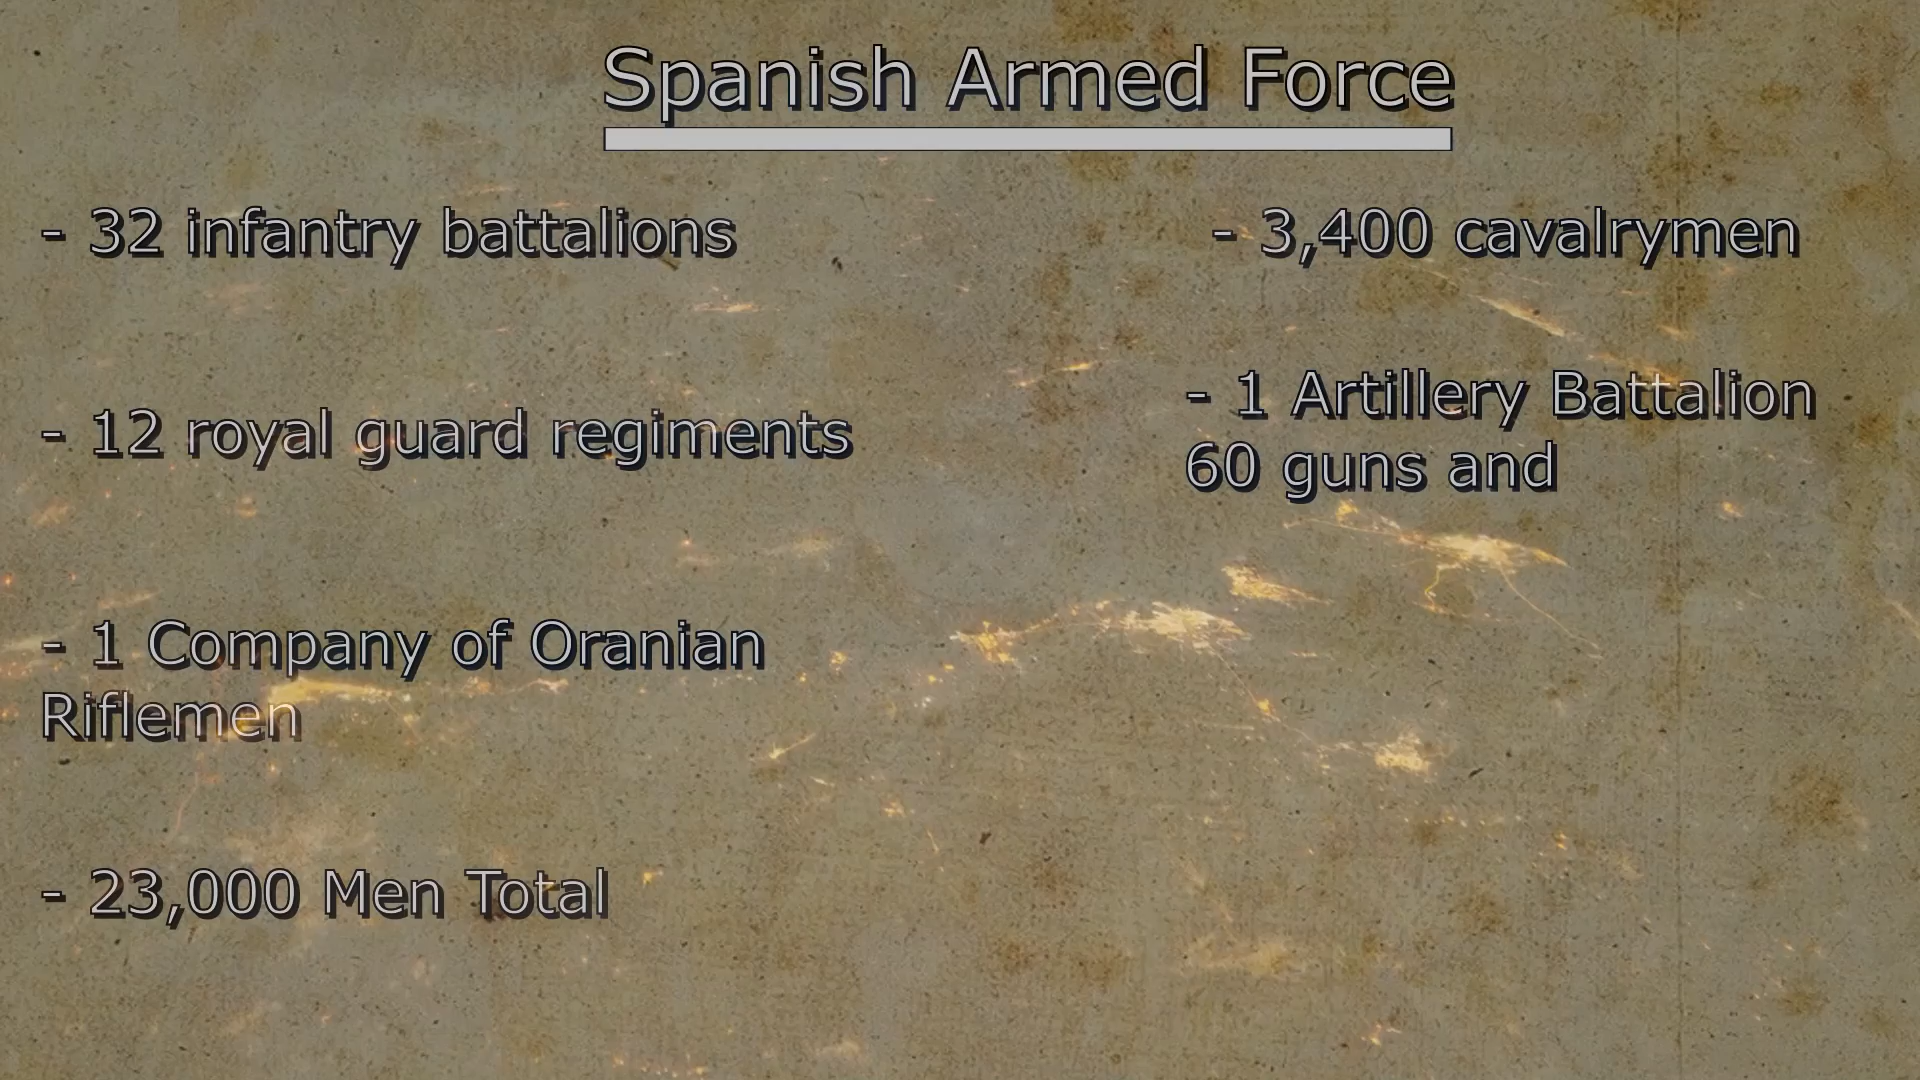 Spanish Armed Force
- 32 infantry battalions
- 12 royal guard regiments
- 1 Company of Oranian
Riflemen
- 23,000 Men Total
- 3,400 cavalrymen
- 1 Artillery Battalion
60 guns and